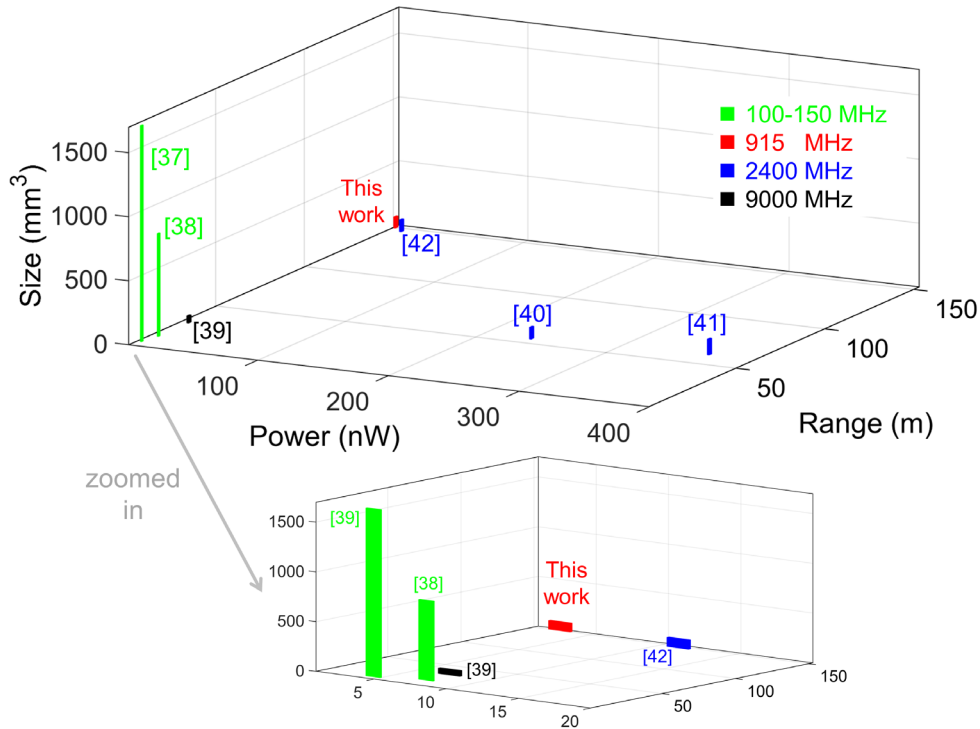 100-150 MHz
915 MHz
2400 MHz
9000 MHz
Size (mm³)
1500
1000
500
0
[37]
[38]
[39]
This
work
[42]
[40]
[41]
100
200
300
400
Power (nW)
50
100
150
Range (m)
zoomed
in
1500
1000
500
0
[39]
[38]
[39]
This
work
[42]
5
10
15
20
50
100
150